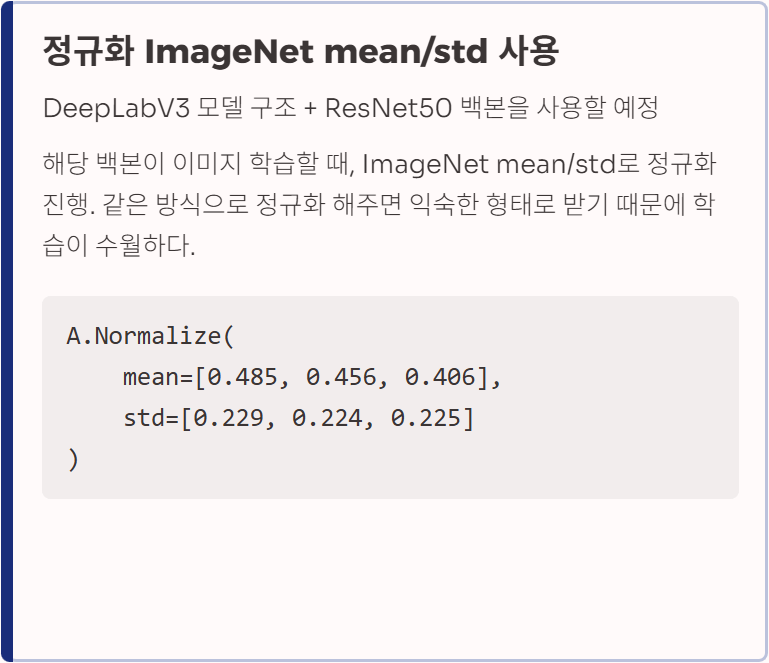 정규화 ImageNet mean/std 사용
DeepLabV3 모델 구조 + ResNet50 백본을 사용할 예정
해당 백본이 이미지 학습할 때, ImageNet mean/std로 정규화
진행. 같은 방식으로 정규화 해주면 익숙한 형태로 받기 때문에 학
습이 수월하다.
A.Normalize(
    mean=[0.485, 0.456, 0.406],
    std=[0.229, 0.224, 0.225]
)